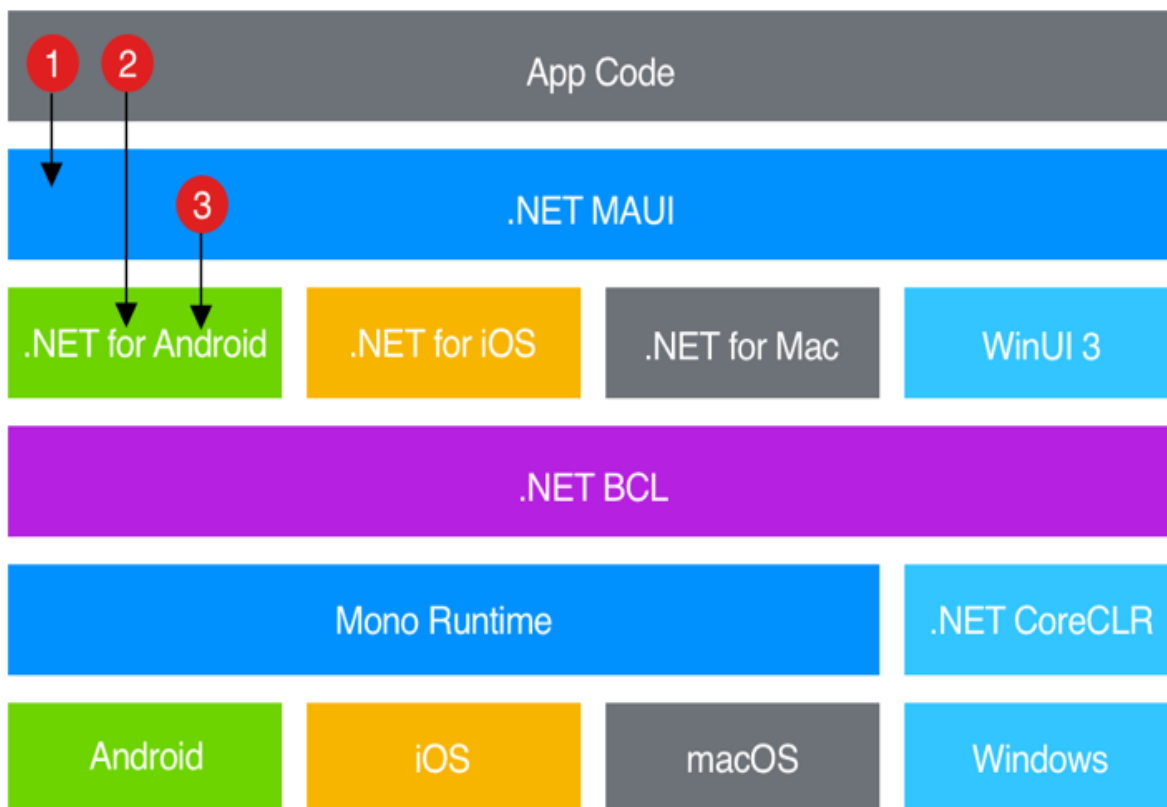 1 2
App Code
3
.NET MAUI
.NET for Android .NET for iOS .NET for Mac WinUI 3
.NET BCL
Mono Runtime .NET CoreCLR
Android iOS macOS Windows